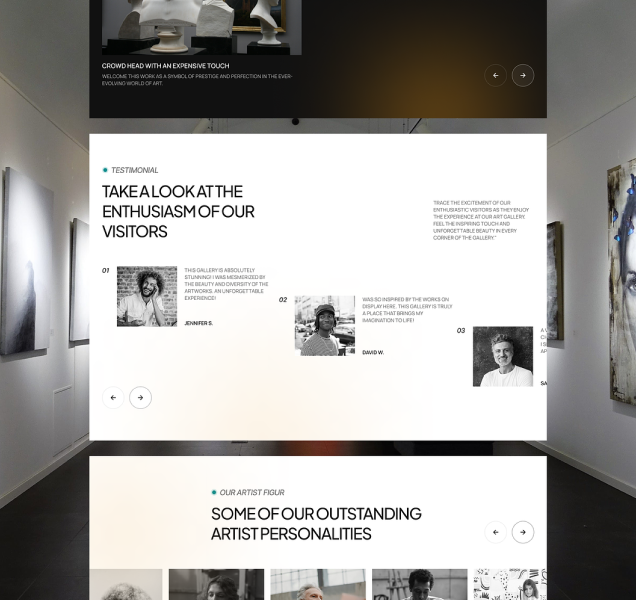 CROWD HEAD WITH AN EXPENSIVE TOUCH
WELCOME THIS WORK AS A SYMBOL OF PRESTIGE AND PERFECTION IN THE EVER-
EVOLVING WORLD OF ART.
TESTIMONIAL
TAKE A LOOK AT THE
ENTHUSIASM OF OUR
VISITORS
TRACE THE EXCITEMENT OF OUR
ENTHUSIASTIC VISITORS AS THEY ENJOY
THE EXPERIENCE AT OUR ART GALLERY.
FEEL THE INSPIRING TOUCH AND
UNFORGETTABLE BEAUTY IN EVERY
CORNER OF THE GALLERY."
01
THIS GALLERY IS ABSOLUTELY
STUNNING! I WAS MESMERIZED BY
THE BEAUTY AND DIVERSITY OF THE
ARTWORKS. AN UNFORGETTABLE
EXPERIENCE!
JENNIFER S.
02
WAS SO INSPIRED BY THE WORKS ON
DISPLAY HERE. THIS GALLERY IS TRULY
A PLACE THAT BRINGS MY
IMAGINATION TO LIFE!
DAVID W.
03
OUR ARTIST FIGUR
SOME OF OUR OUTSTANDING
ARTIST PERSONALITIES